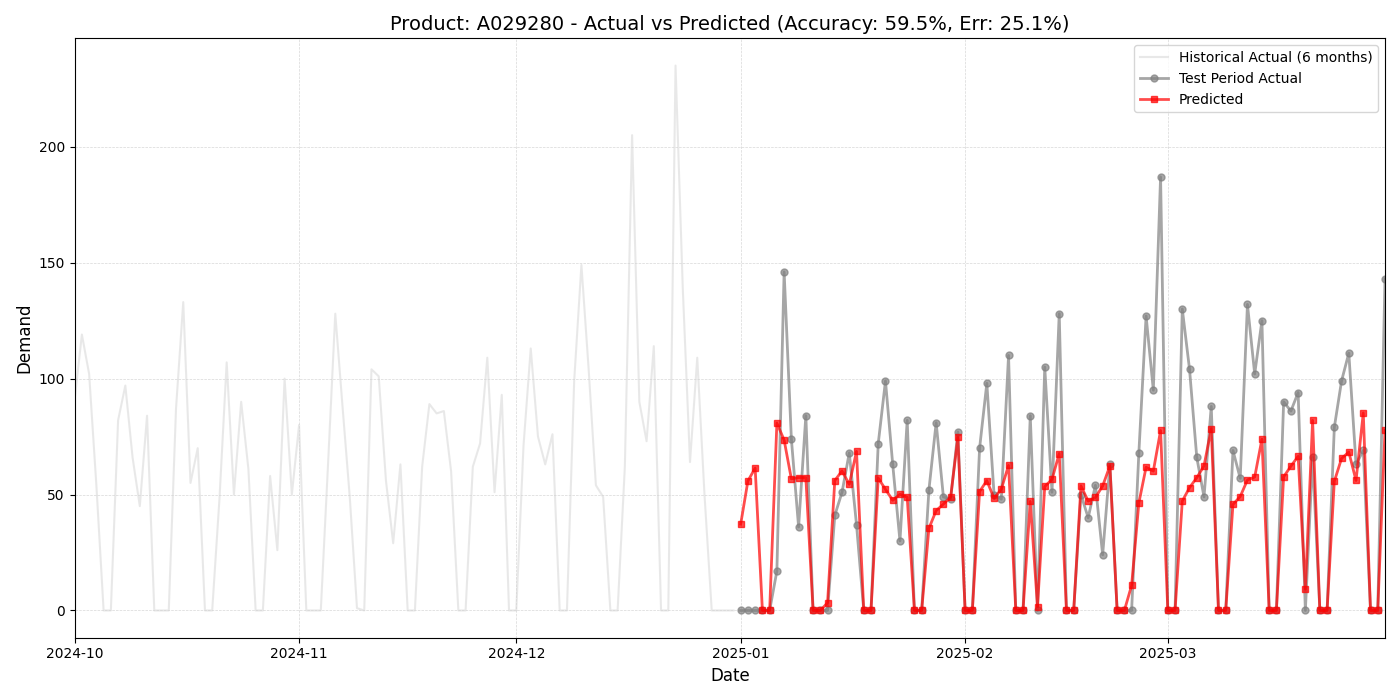 Product: A029280 - Actual vs Predicted (Accuracy: 59.5%, Err: 25.1%)
Historical Actual (6 months)
Test Period Actual
Predicted
200
150
100
50
0
Demand
2024-10
2024-11
2024-12
2025-01
2025-02
2025-03
Date